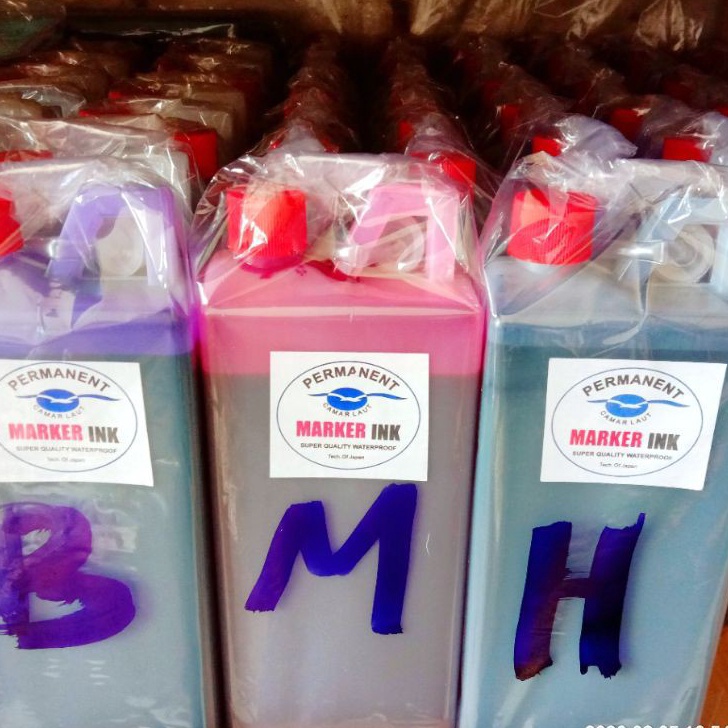 PERMANENT
CAMAR LAUT
MARKER INK
SUPER QUALITY WATERPROOF
Tech. Of Japan
B
PERMANENT
CAMAR LAUT
MARKER INK
SUPER QUALITY WATERPROOF
Tech. Of Japan
M
PERMANENT
CAMAR LAUT
MARKER INK
SUPER QUALITY WATERPROOF
Tech. Of Japan
H